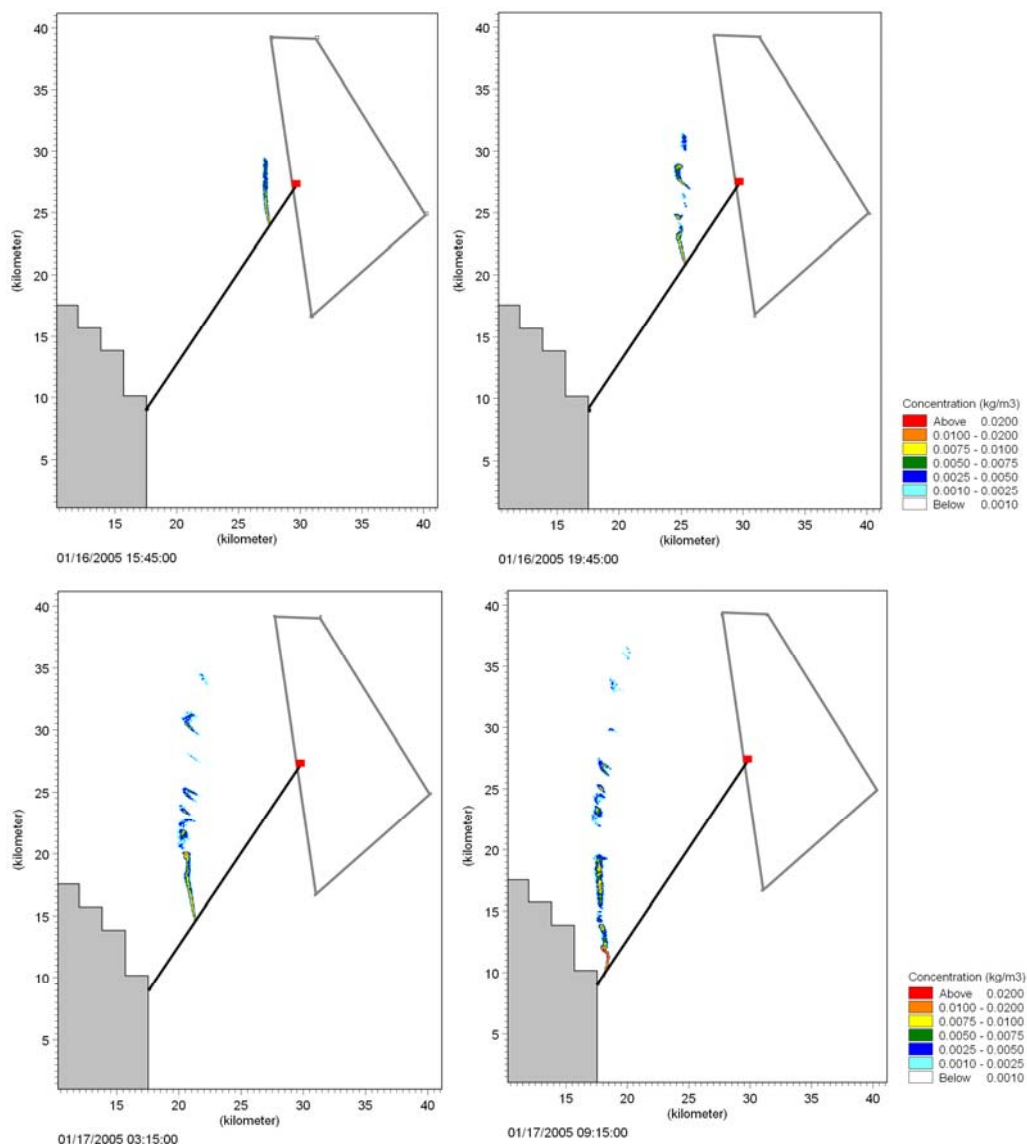 40
35
30
25
20
15
10
5
(kilometer)
15 20 25 30 35 40
(kilometer)
01/16/2005 15:45:00
40
35
30
25
20
15
10
5
(kilometer)
15 20 25 30 35 40
(kilometer)
01/16/2005 19:45:00
Concentration (kg/m3)
Above 0.0200
0.0100 - 0.0200
0.0075 - 0.0100
0.0050 - 0.0075
0.0025 - 0.0050
0.0010 - 0.0025
Below 0.0010
40
35
30
25
20
15
10
5
(kilometer)
15 20 25 30 35 40
(kilometer)
01/17/2005 03:15:00
40
35
30
25
20
15
10
5
(kilometer)
15 20 25 30 35 40
(kilometer)
01/17/2005 09:15:00
Concentration (kg/m3)
Above 0.0200
0.0100 - 0.0200
0.0075 - 0.0100
0.0050 - 0.0075
0.0025 - 0.0050
0.0010 - 0.0025
Below 0.0010